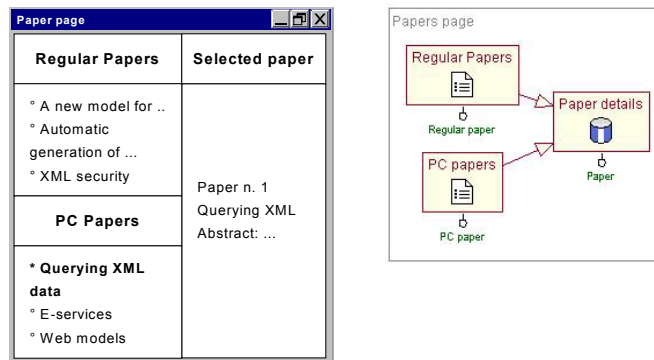 Paper page
Regular Papers
Selected paper
° A new model for ..
° Automatic
generation of ...
° XML security
PC Papers
* Querying XML
data
° E-services
° Web models
Paper n. 1
Querying XML
Abstract: ...
Papers page
Regular Papers
Regular paper
PC papers
PC paper
Paper details
Paper